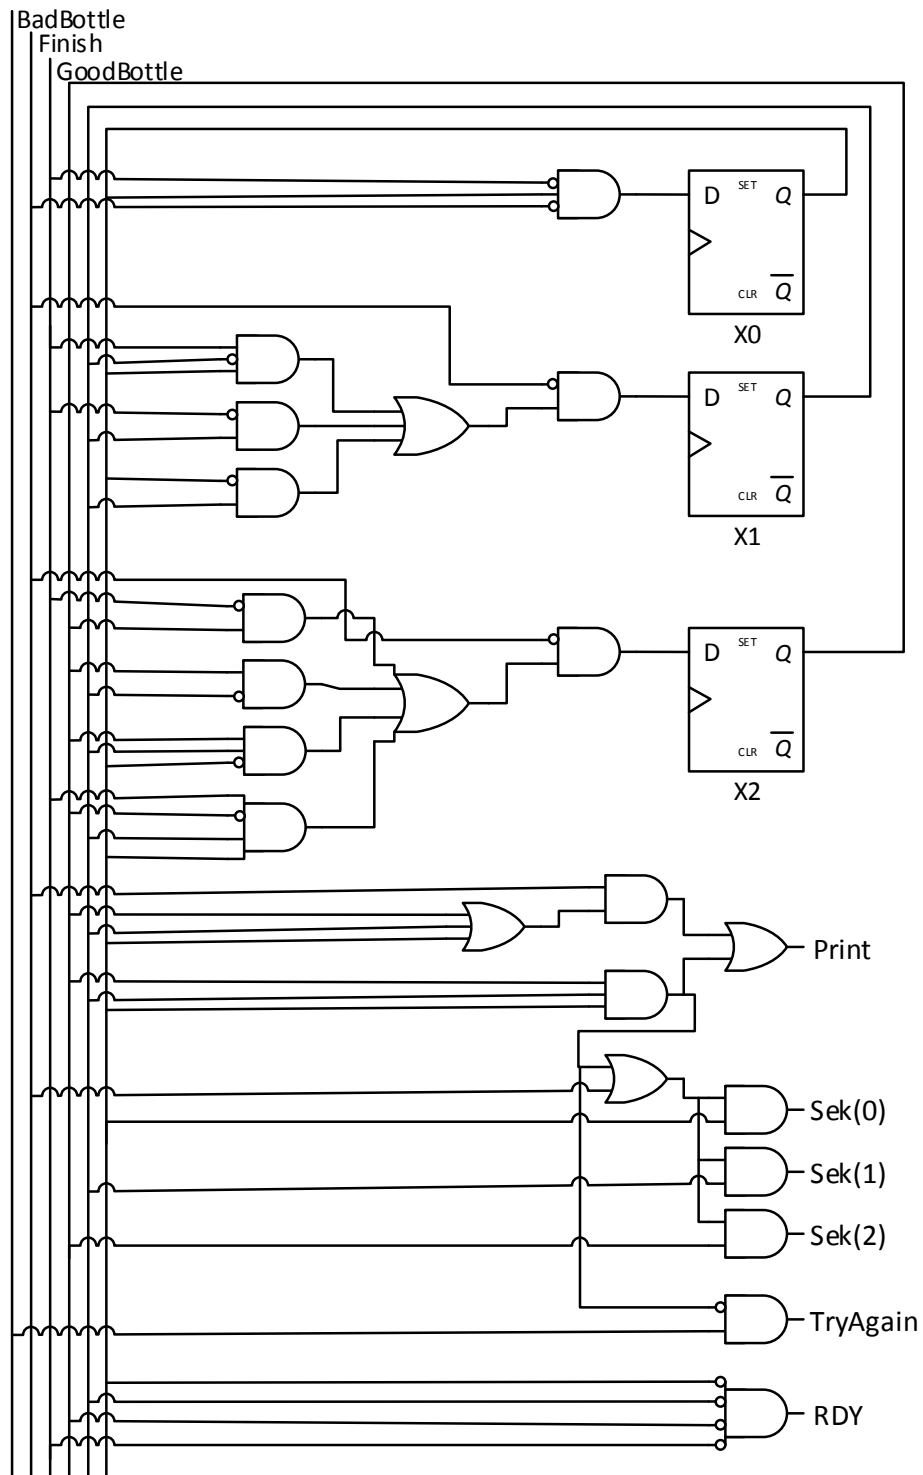 BadBottle
Finish
GoodBottle
D SET Q
CLR Q
X0
D SET Q
CLR Q
X1
D SET Q
CLR Q
X2
Print
Sek(0)
Sek(1)
Sek(2)
TryAgain
RDY